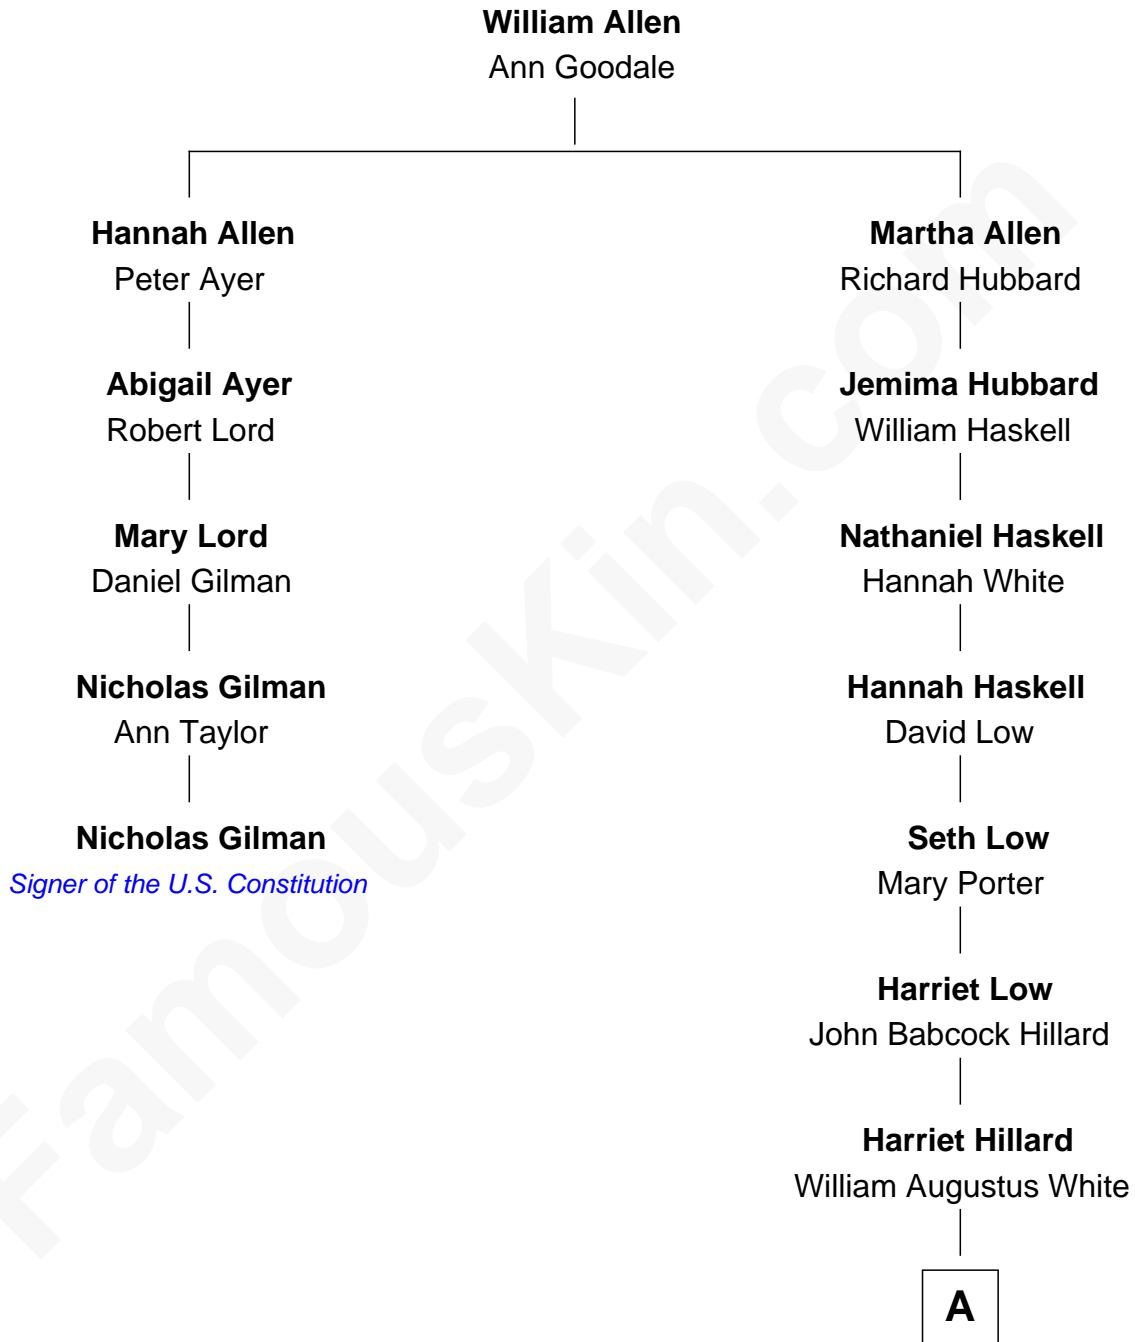 William Allen
Ann Goodale
Hannah Allen
Peter Ayer
Martha Allen
Richard Hubbard
Abigail Ayer
Robert Lord
Jemima Hubbard
William Haskell
Mary Lord
Daniel Gilman
Nathaniel Haskell
Hannah White
Nicholas Gilman
Ann Taylor
Hannah Haskell
David Low
Nicholas Gilman
Signer of the U.S. Constitution
Seth Low
Mary Porter
Harriet Low
John Babcock Hillard
Harriet Hillard
William Augustus White
A
FamousKin.com